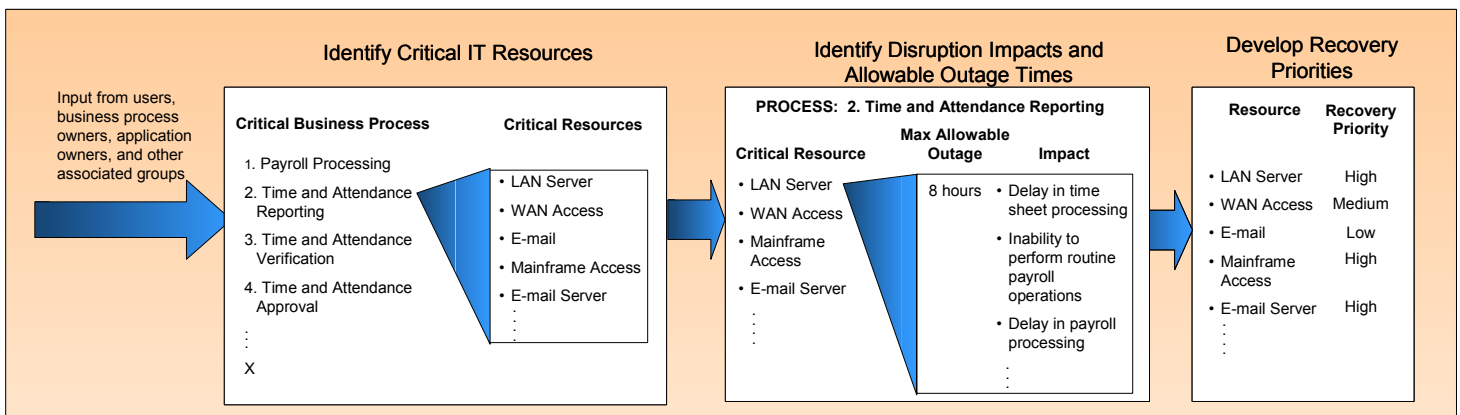 Identify Critical IT Resources
Input from users,
business process
owners, application
owners, and other
associated groups
Critical Business Process
1. Payroll Processing
2. Time and Attendance
Reporting
3. Time and Attendance
Verification
4. Time and Attendance
Approval
.
.
.
X
Critical Resources
• LAN Server
• WAN Access
• E-mail
• Mainframe Access
• E-mail Server
.
.
.
Identify Disruption Impacts and
Allowable Outage Times
PROCESS: 2. Time and Attendance Reporting
Critical Resource
• LAN Server
• WAN Access
• Mainframe
Access
• E-mail Server
.
.
.
Max Allowable
Outage
8 hours
Impact
• Delay in time
sheet processing
• Inability to
perform routine
payroll
operations
• Delay in payroll
processing
.
.
.
Develop Recovery
Priorities
Resource
Recovery
Priority
• LAN Server High
• WAN Access Medium
• E-mail Low
• Mainframe High
Access
• E-mail Server High
.
.
.